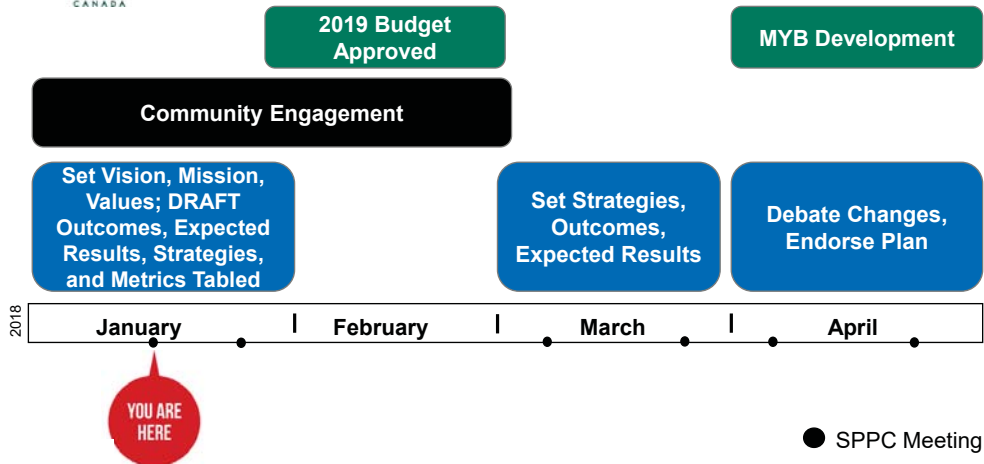 CANADA
2019 Budget
Approved
MYB Development
Community Engagement
Set Vision, Mission,
Values; DRAFT
Outcomes, Expected
Results, Strategies,
and Metrics Tabled
Set Strategies,
Outcomes,
Expected Results
Debate Changes,
Endorse Plan
2018
January
February
March
April
YOU ARE
HERE
SPPC Meeting